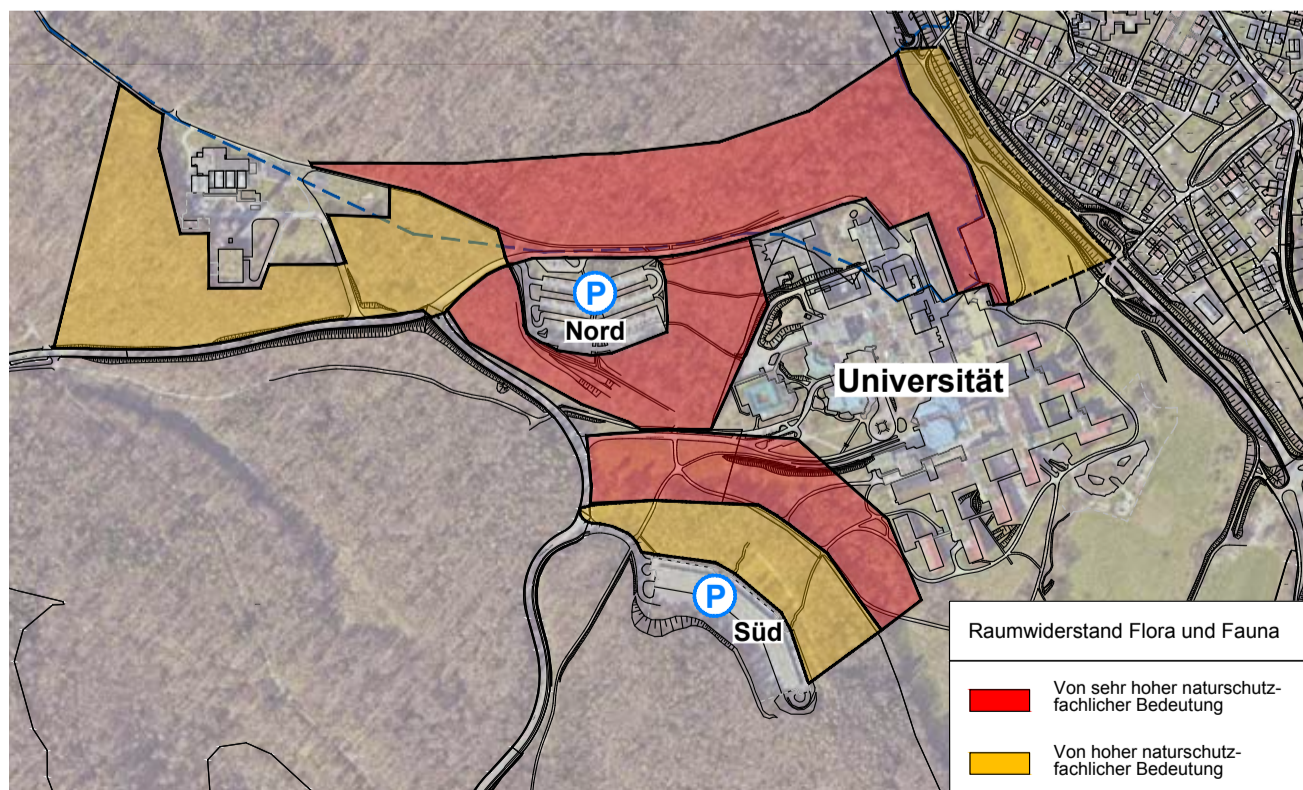 P
Nord
Universität
P
Süd
Raumwiderstand Flora und Fauna
Von sehr hoher naturschutz-
fachlicher Bedeutung
Von hoher naturschutz-
fachlicher Bedeutung